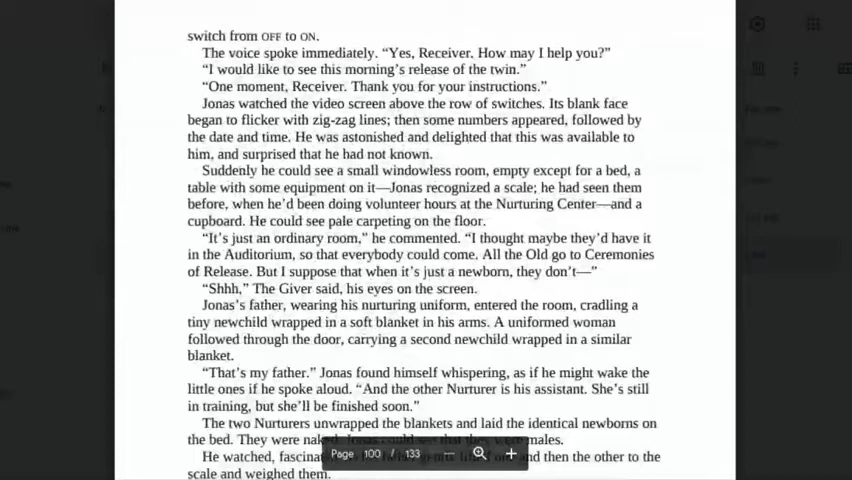 switch from OFF to ON.
The voice spoke immediately. “Yes, Receiver. How may I help you?”
“I would like to see this morning’s release of the twin.”
“One moment, Receiver. Thank you for your instructions.”
Jonas watched the video screen above the row of switches. Its blank face
began to flicker with zig-zag lines; then some numbers appeared, followed by
the date and time. He was astonished and delighted that this was available to
him, and surprised that he had not known.
Suddenly he could see a small windowless room, empty except for a bed, a
table with some equipment on it—Jonas recognized a scale; he had seen them
before, when he’d been doing volunteer hours at the Nurturing Center—and a
cupboard. He could see pale carpeting on the floor.
“It’s just an ordinary room,” he commented. “I thought maybe they’d have it
in the Auditorium, so that everybody could come. All the Old go to Ceremonies
of Release. But I suppose that when it’s just a newborn, they don’t—”
“Shhh,” The Giver said, his eyes on the screen.
Jonas’s father, wearing his nurturing uniform, entered the room, cradling a
tiny newchild wrapped in a soft blanket in his arms. A uniformed woman
followed through the door, carrying a second newchild wrapped in a similar
blanket.
“That’s my father.” Jonas found himself whispering, as if he might wake the
little ones if he spoke aloud. “And the other Nurturer is his assistant. She’s still
in training, but she’ll be finished soon.”
The two Nurturers unwrapped the blankets and laid the identical newborns on
the bed. They were naked. Jonas could see that they were males.
He watched, and then the other to the
scale and weighed them.
Page 100 / 133